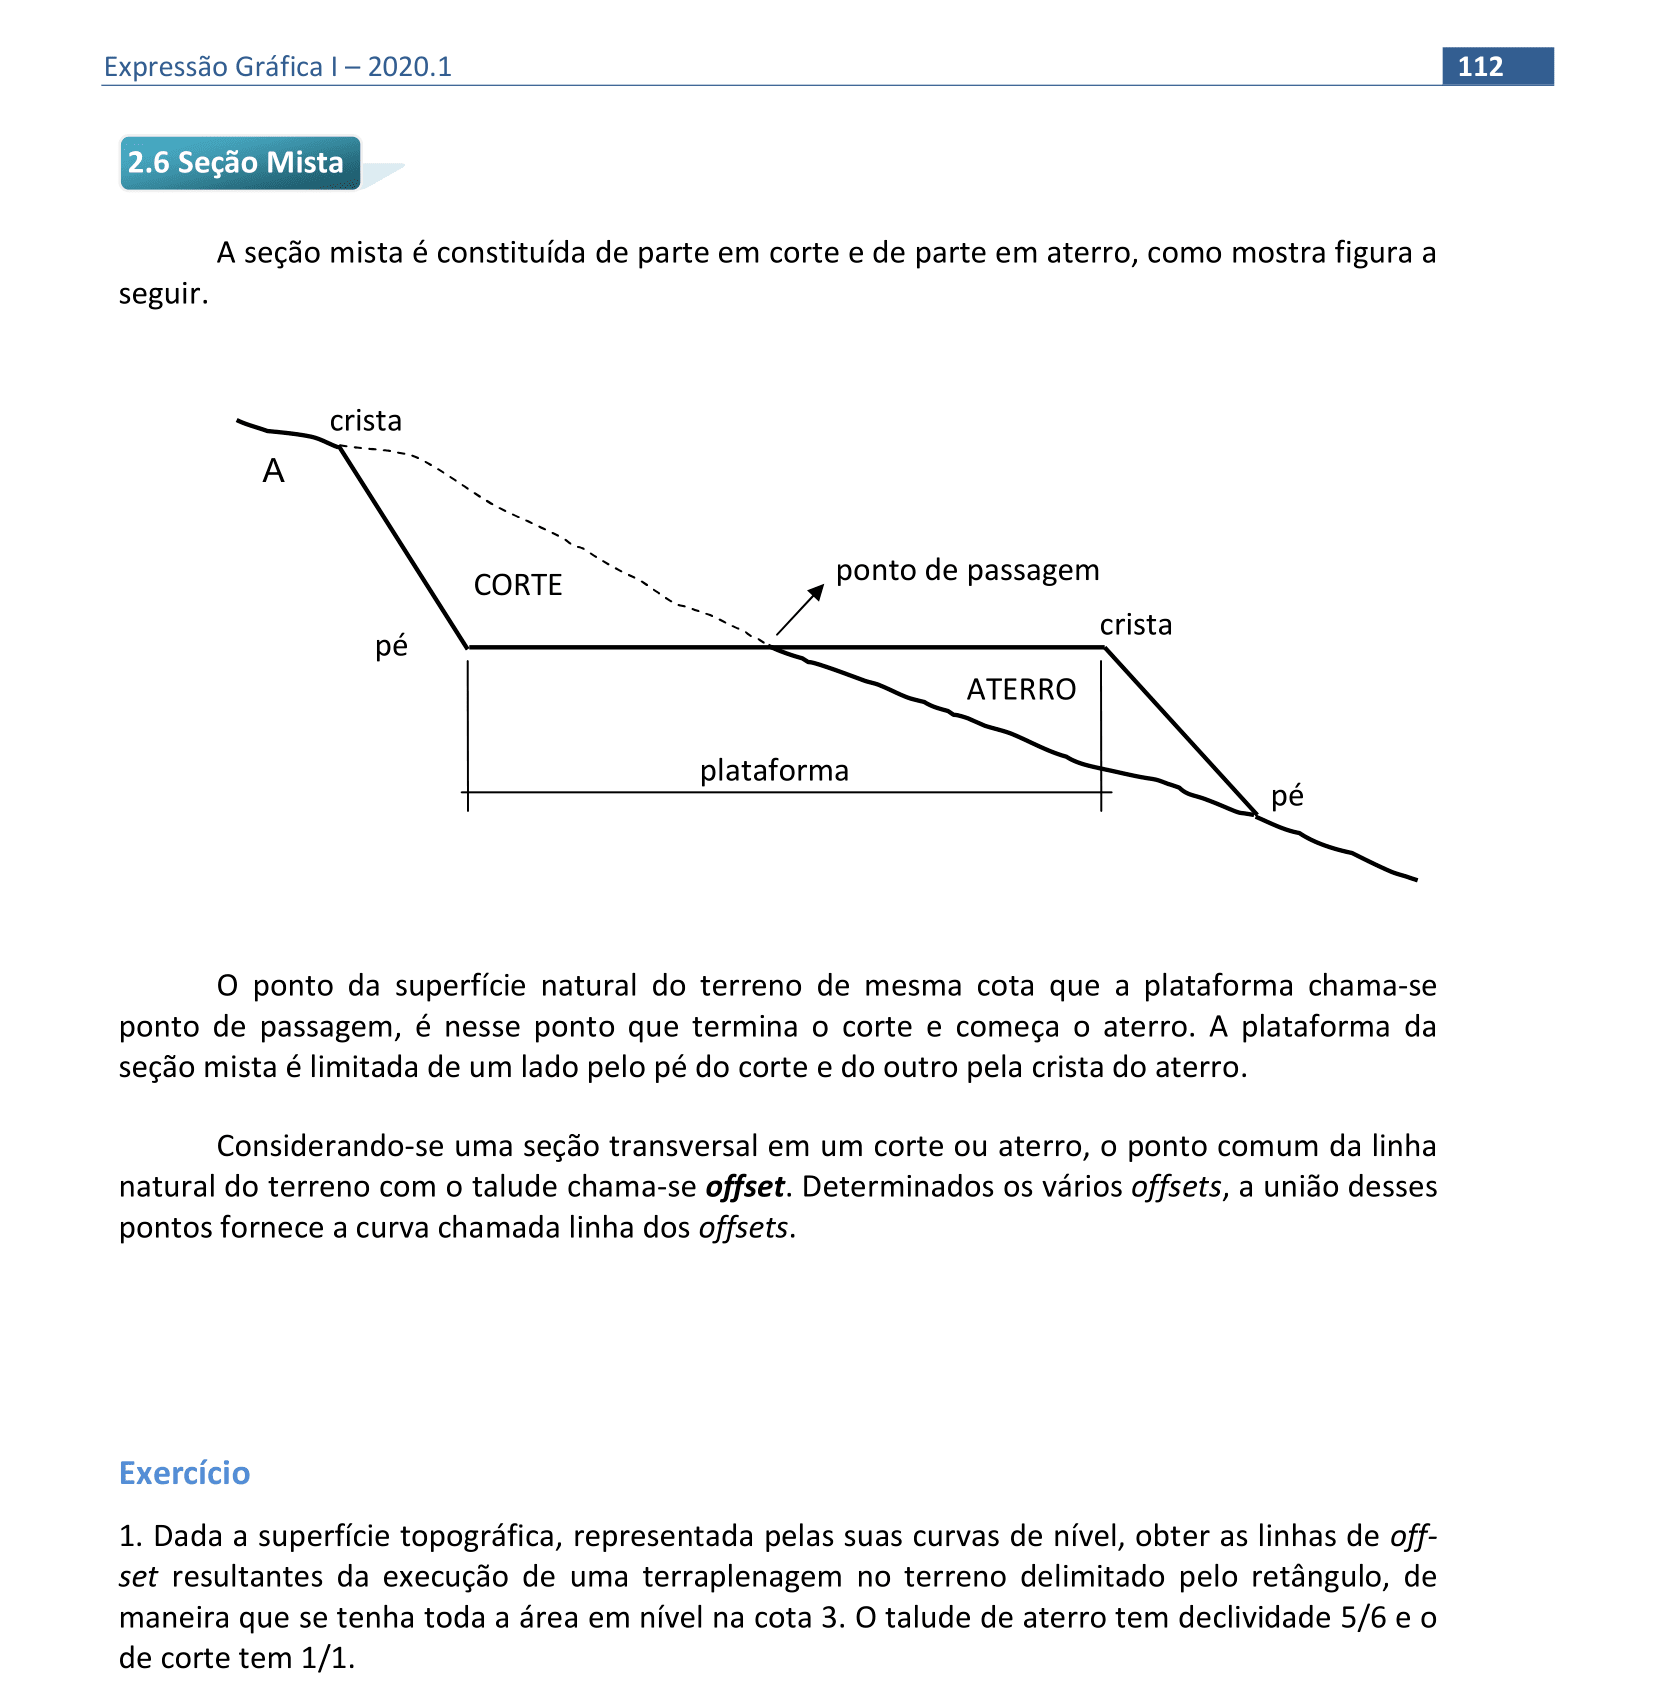 Expressão Gráfica I – 2020.1
112
2.6 Seção Mista
A seção mista é constituída de parte em corte e de parte em aterro, como mostra figura a
seguir.
crista
A
CORTE
ponto de passagem
crista
pé
ATERRO
plataforma
pé
O ponto da superfície natural do terreno de mesma cota que a plataforma chama-se
ponto de passagem, é nesse ponto que termina o corte e começa o aterro. A plataforma da
seção mista é limitada de um lado pelo pé do corte e do outro pela crista do aterro.
Considerando-se uma seção transversal em um corte ou aterro, o ponto comum da linha
natural do terreno com o talude chama-se offset. Determinados os vários offsets, a união desses
pontos fornece a curva chamada linha dos offsets.
Exercício
1. Dada a superfície topográfica, representada pelas suas curvas de nível, obter as linhas de off-
set resultantes da execução de uma terraplenagem no terreno delimitado pelo retângulo, de
maneira que se tenha toda a área em nível na cota 3. O talude de aterro tem declividade 5/6 e o
de corte tem 1/1.